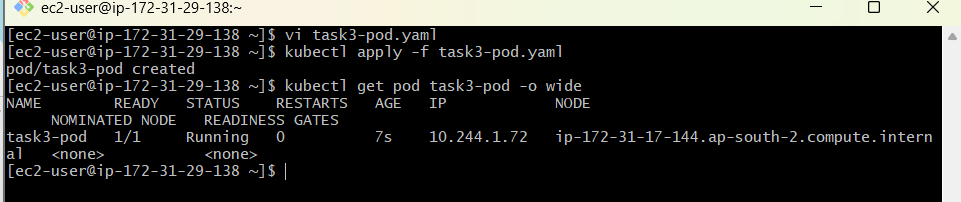 ec2-user@ip-172-31-29-138:~
[ec2-user@ip-172-31-29-138 ~]$ vi task3-pod.yaml
[ec2-user@ip-172-31-29-138 ~]$ kubectl apply -f task3-pod.yaml
pod/task3-pod created
[ec2-user@ip-172-31-29-138 ~]$ kubectl get pod task3-pod -o wide
NAME        READY   STATUS    RESTARTS   AGE   IP            NODE
     NOMINATED NODE   READINESS GATES
task3-pod   1/1     Running   0          7s    10.244.1.72   ip-172-31-17-144.ap-south-2.compute.intern
al   <none>           <none>
[ec2-user@ip-172-31-29-138 ~]$